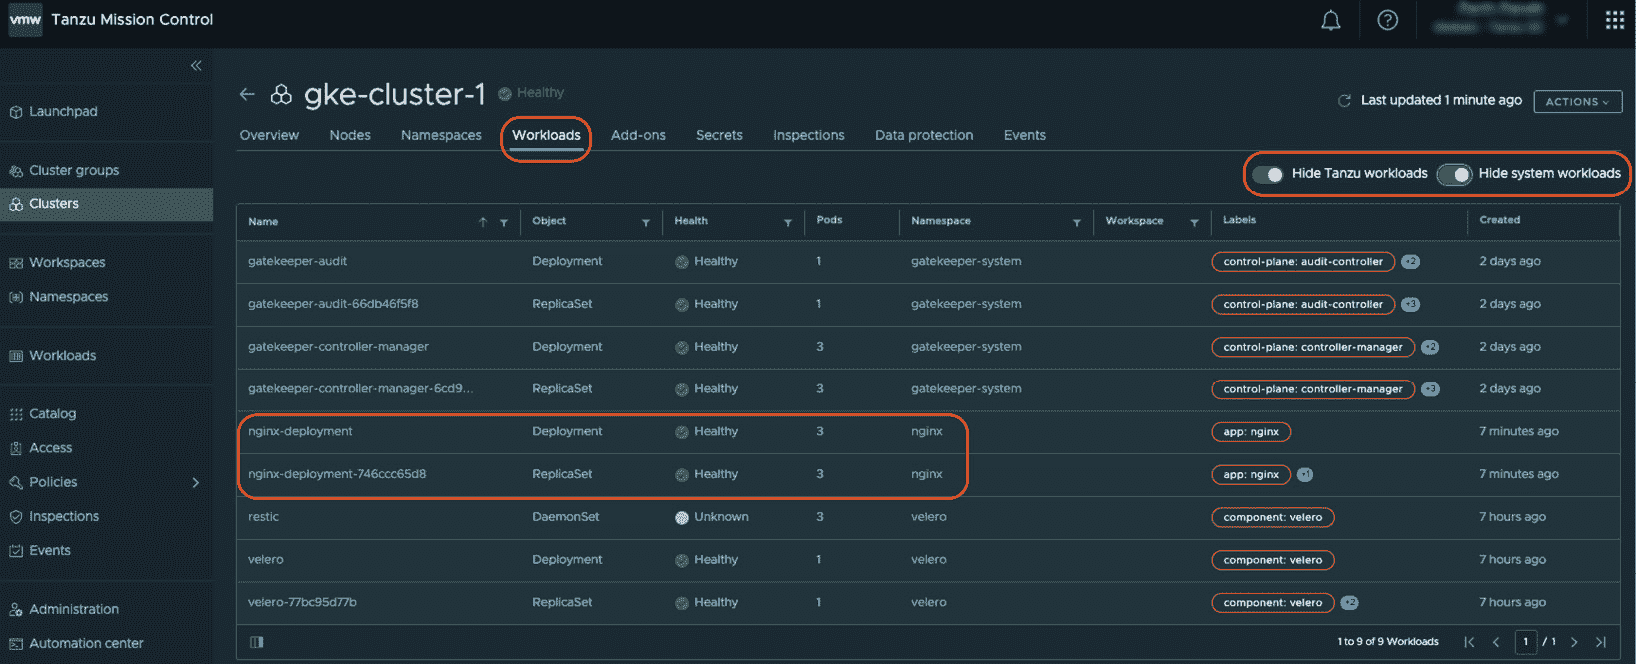 vmw Tanzu Mission Control
Launchpad
Cluster groups
Clusters
Workspaces
Namespaces
Workloads
Catalog
Access
Policies
Inspections
Events
Administration
Automation center
gke-cluster-1 Healthy
Last updated 1 minute ago ACTIONS
Overview Nodes Namespaces Workloads Add-ons Secrets Inspections Data protection Events
Hide Tanzu workloads Hide system workloads
Name Object Health Pods Namespace Workspace Labels Created
gatekeeper-audit Deployment Healthy 1 gatekeeper-system control-plane: audit-controller +2 2 days ago
gatekeeper-audit-66db46f5f8 ReplicaSet Healthy 1 gatekeeper-system control-plane: audit-controller +3 2 days ago
gatekeeper-controller-manager Deployment Healthy 3 gatekeeper-system control-plane: controller-manager +2 2 days ago
gatekeeper-controller-manager-6cd9... ReplicaSet Healthy 3 gatekeeper-system control-plane: controller-manager +3 2 days ago
nginx-deployment Deployment Healthy 3 nginx app: nginx 7 minutes ago
nginx-deployment-746ccc65d8 ReplicaSet Healthy 3 nginx app: nginx +1 7 minutes ago
restic DaemonSet Unknown 3 velero component: velero 7 hours ago
velero Deployment Healthy 1 velero component: velero 7 hours ago
velero-77bc95d77b ReplicaSet Healthy 1 velero component: velero +2 7 hours ago
1 to 9 of 9 Workloads 1 / 1